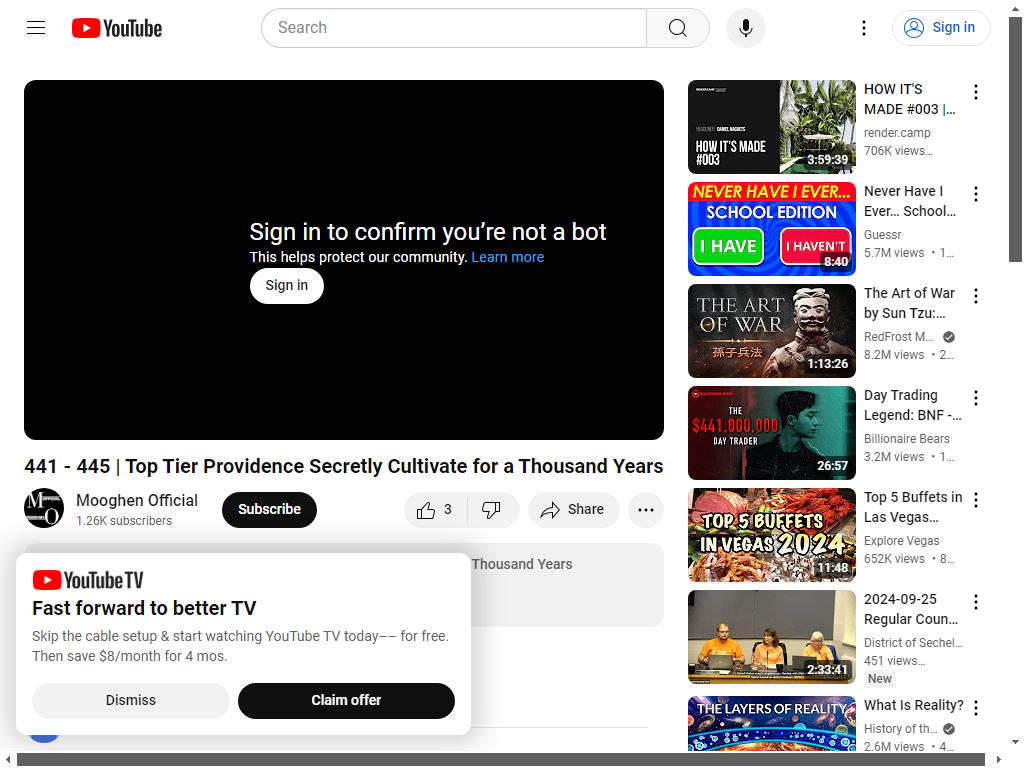 YouTube
Search
Sign in
Sign in to confirm you’re not a bot
This helps protect our community. Learn more
Sign in
441 - 445 | Top Tier Providence Secretly Cultivate for a Thousand Years
Mooghen Official
1.26K subscribers
Subscribe
3
Share
Thousand Years
YouTube TV
Fast forward to better TV
Skip the cable setup & start watching YouTube TV today–– for free.
Then save $8/month for 4 mos.
Dismiss
Claim offer
HOW IT'S MADE #003
3:59:39
HOW IT'S
MADE #003 |…
render.camp
706K views…
NEVER HAVE I EVER...
SCHOOL EDITION
I HAVE
I HAVEN'T
8:40
Never Have I
Ever… School…
Guessr
5.7M views • 1…
THE ART
OF WAR
孫子兵法
1:13:26
The Art of War
by Sun Tzu:…
RedFrost M…
8.2M views • 2…
THE
$441,000,000
DAY TRADER
26:57
Day Trading
Legend: BNF -…
Billionaire Bears
3.2M views • 1…
TOP 5 BUFFETS
IN VEGAS 2024
11:48
Top 5 Buffets in
Las Vegas…
Explore Vegas
652K views • 8…
2:33:41
2024-09-25
Regular Coun…
District of Sechel…
451 views…
New
THE LAYERS OF REALITY
What Is Reality?
History of th…
2.6M views • 4…